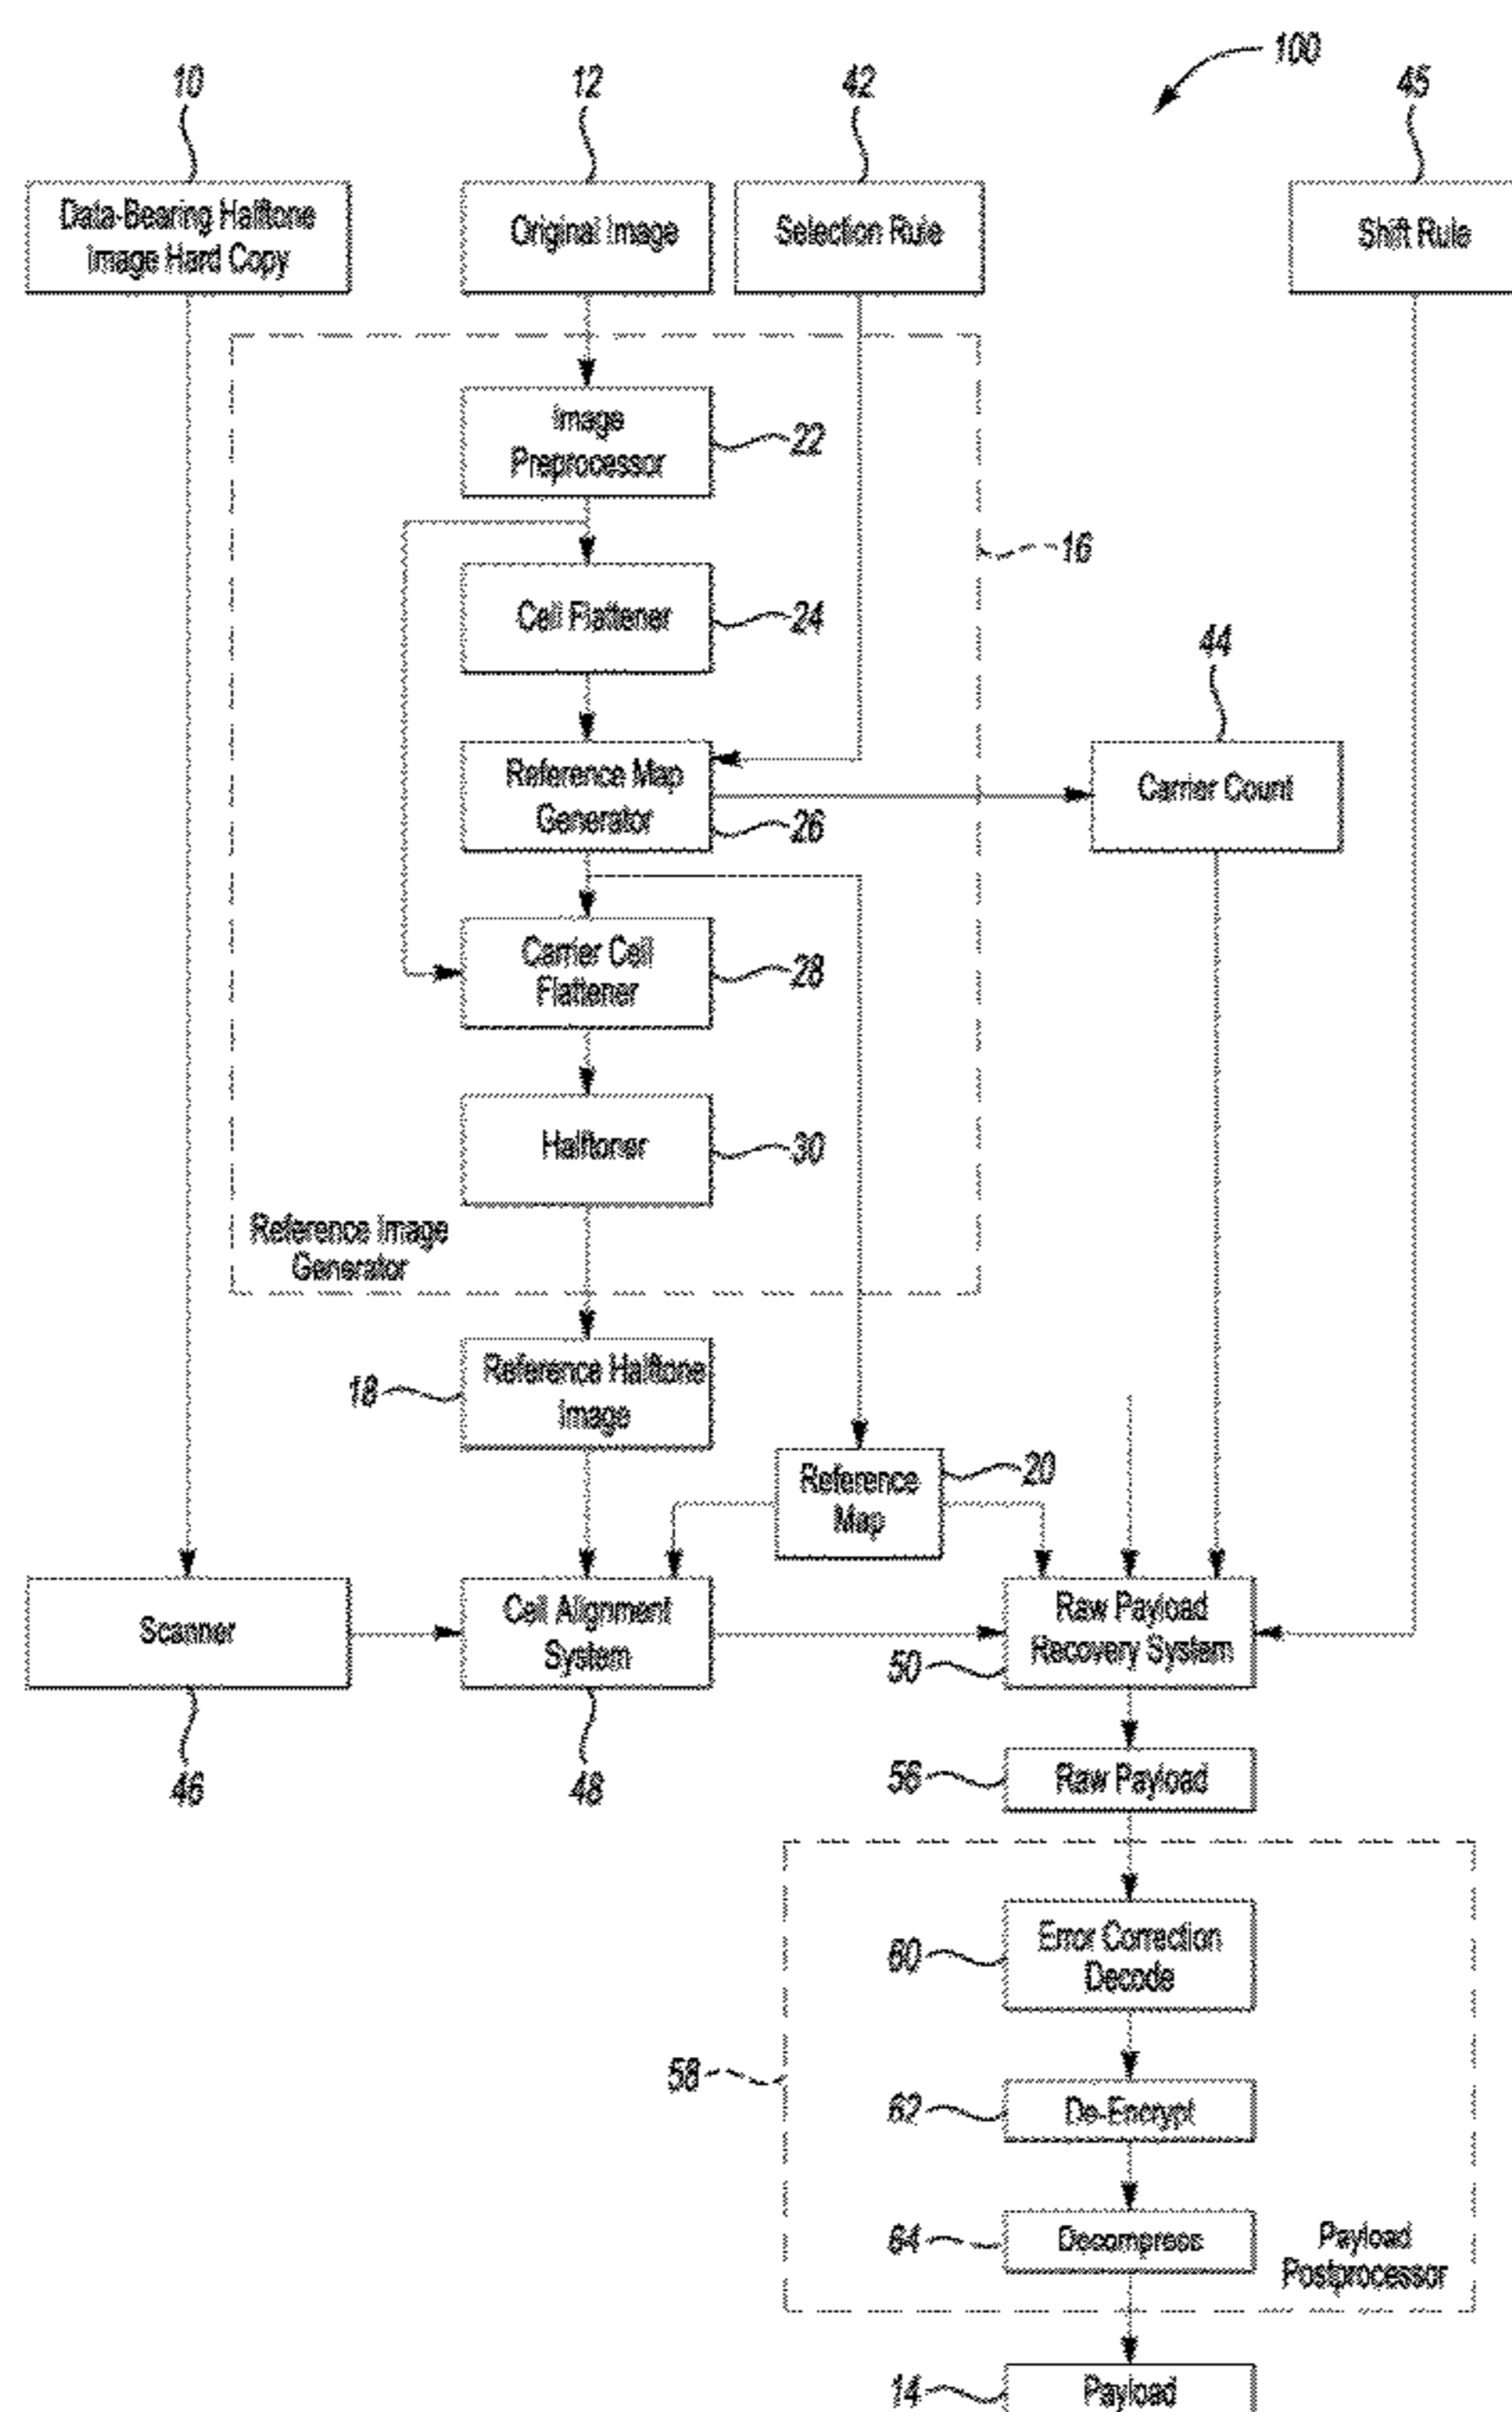 100
10
12
42
45
Data-Bearing Halftone
Image Hard Copy
Original Image
Selection Rule
Shift Rule
Image
Preprocessor
22
16
Cell Flattener
24
44
Reference Map
Generator
26
Carrier Count
Carrier Cell
Flattener
28
Halftoner
30
Reference Image
Generator
18
Reference Halftone
Image
Reference
Map
20
Scanner
Cell Alignment
System
Raw Payload
Recovery System
50
46
48
56
Raw Payload
60
Error Correction
Decode
58
62
De-Encrypt
64
Decompress
Payload
Postprocessor
14
Payload